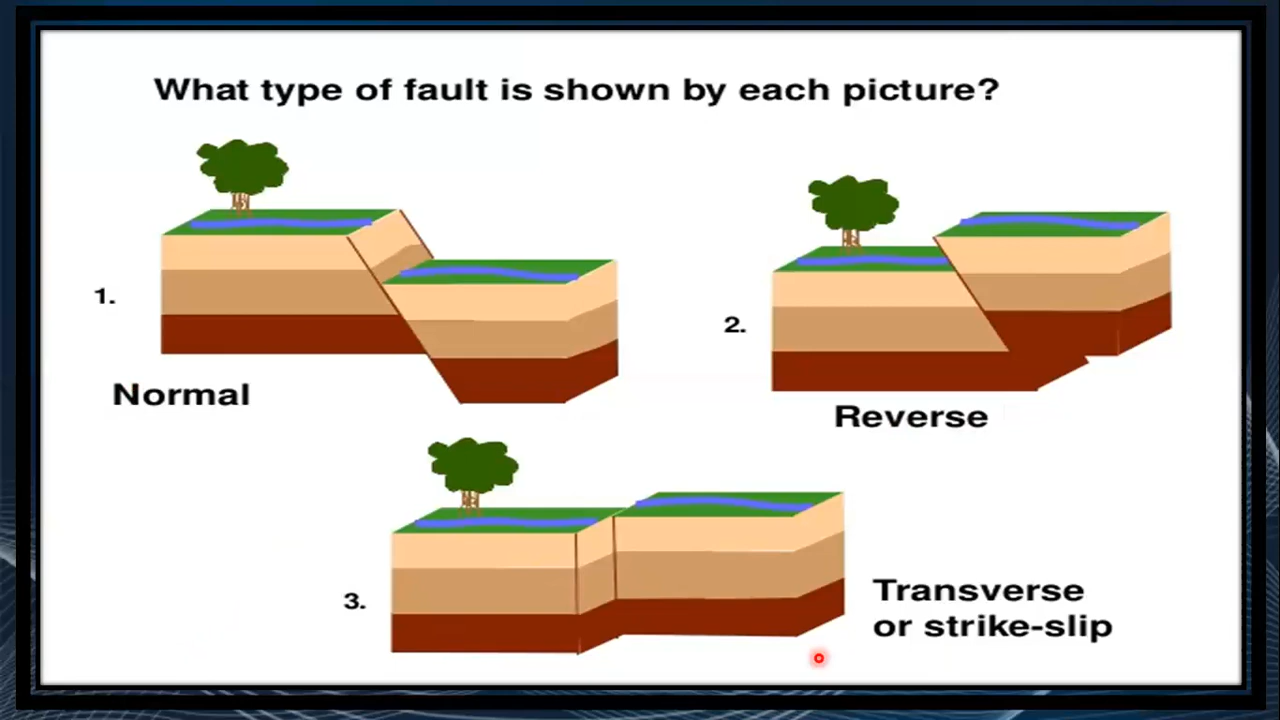 What type of fault is shown by each picture?
1.
Normal
2.
Reverse
3.
Transverse
or strike-slip